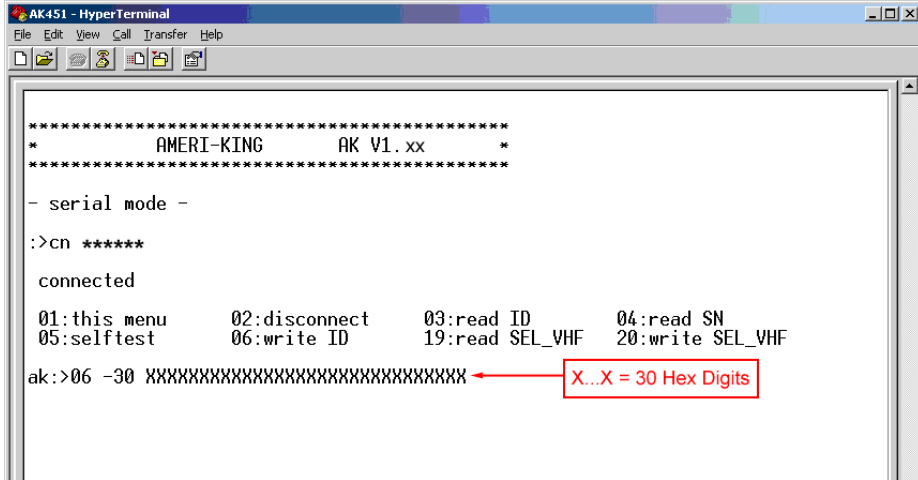 AK451 - HyperTerminal
File Edit View Call Transfer Help
*********************************************
* AMERI-KING AK V1.xx *
*********************************************
- serial mode -
:>cn ******
connected
01:this menu 02:disconnect 03:read ID 04:read SN
05:selftest 06:write ID 19:read SEL_VHF 20:write SEL_VHF
ak:>06 -30 XXXXXXXXXXXXXXXXXXXXXXXXXXXXXX
X...X = 30 Hex Digits